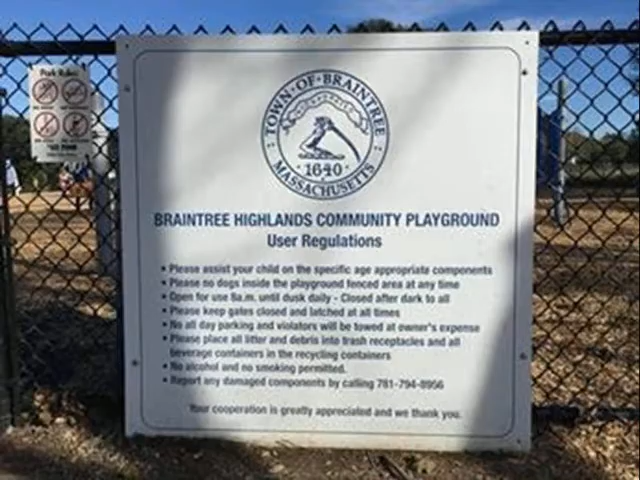 Park Rules
TOWN·OF·BRAINTREE
1640
MASSACHUSETTS
BRAINTREE HIGHLANDS COMMUNITY PLAYGROUND
User Regulations
• Please assist your child on the specific age appropriate components
• Please no dogs inside the playground fenced area at any time
• Open for use 8a.m. until dusk daily - Closed after dark to all
• Please keep gates closed and latched at all times
• No all day parking and violators will be towed at owner's expense
• Please place all litter and debris into trash receptacles and all
beverage containers in the recycling containers
• No alcohol and no smoking permitted.
• Report any damaged components by calling 781-794-8956
Your cooperation is greatly appreciated and we thank you.